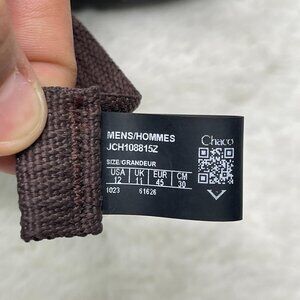 MENS/HOMMES
JCH108815Z
Chaco
SIZE/GRANDEUR
USA UK EUR CM
12 11 45 30
1023 61626